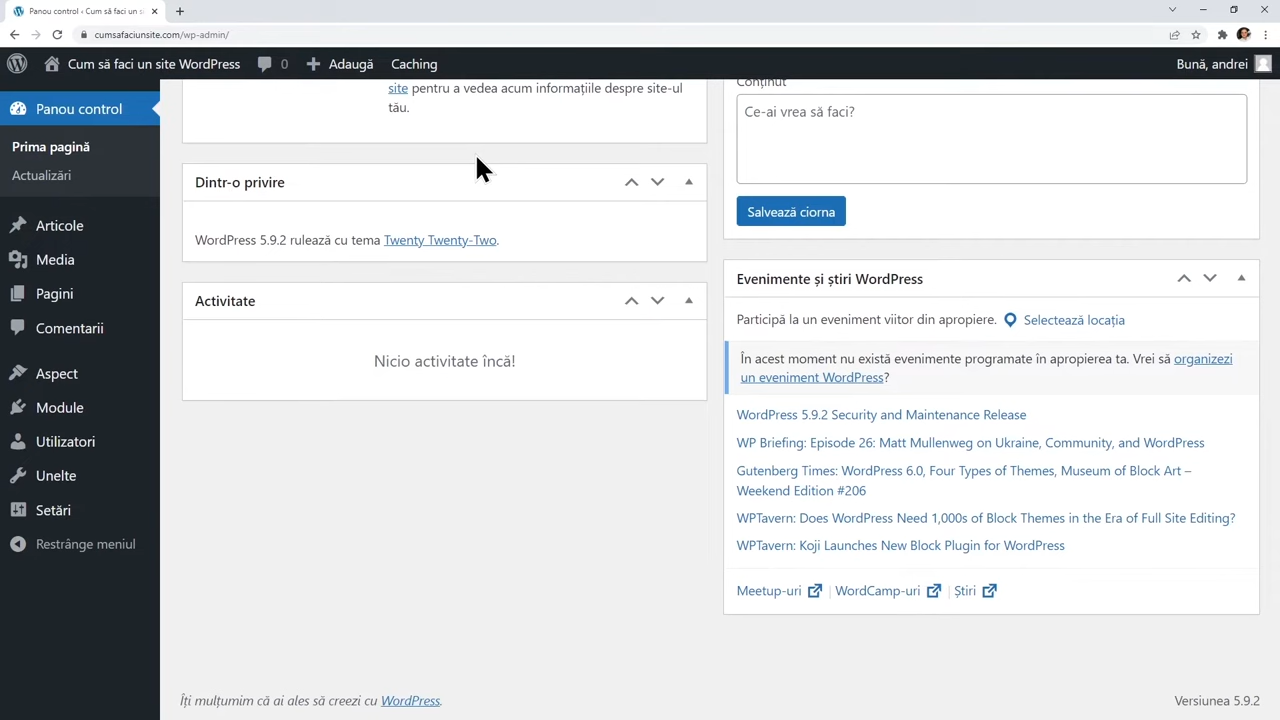 Panou control ‹ Cum să faci un si
cumsafaciunsite.com/wp-admin/
Cum să faci un site WordPress
0
Adaugă
Caching
Bună, andrei
Panou control
Prima pagină
Actualizări
Articole
Media
Pagini
Comentarii
Aspect
Module
Utilizatori
Unelte
Setări
Restrânge meniul
site pentru a vedea acum informațiile despre site-ul
tău.
Dintr-o privire
WordPress 5.9.2 rulează cu tema Twenty Twenty-Two.
Activitate
Nicio activitate încă!
Conținut
Ce-ai vrea să faci?
Salvează ciorna
Evenimente și știri WordPress
Participă la un eveniment viitor din apropiere. Selectează locația
În acest moment nu există evenimente programate în apropierea ta. Vrei să organizezi
un eveniment WordPress?
WordPress 5.9.2 Security and Maintenance Release
WP Briefing: Episode 26: Matt Mullenweg on Ukraine, Community, and WordPress
Gutenberg Times: WordPress 6.0, Four Types of Themes, Museum of Block Art –
Weekend Edition #206
WPTavern: Does WordPress Need 1,000s of Block Themes in the Era of Full Site Editing?
WPTavern: Koji Launches New Block Plugin for WordPress
Meetup-uri | WordCamp-uri | Știri
Îți mulțumim că ai ales să creezi cu WordPress.
Versiunea 5.9.2